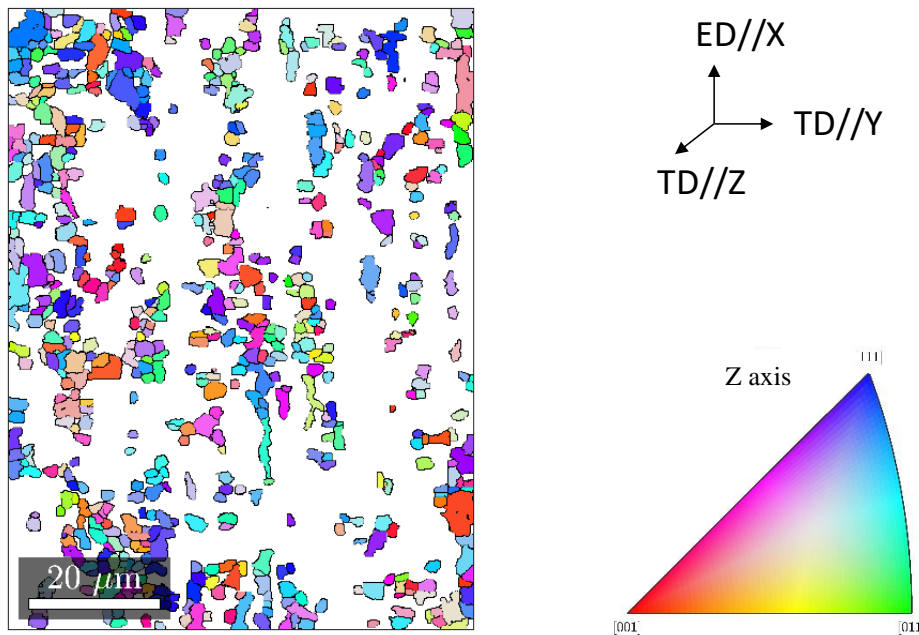 ED//X
TD//Y
TD//Z
Z axis
[111]
[001]
[011]
20 μm